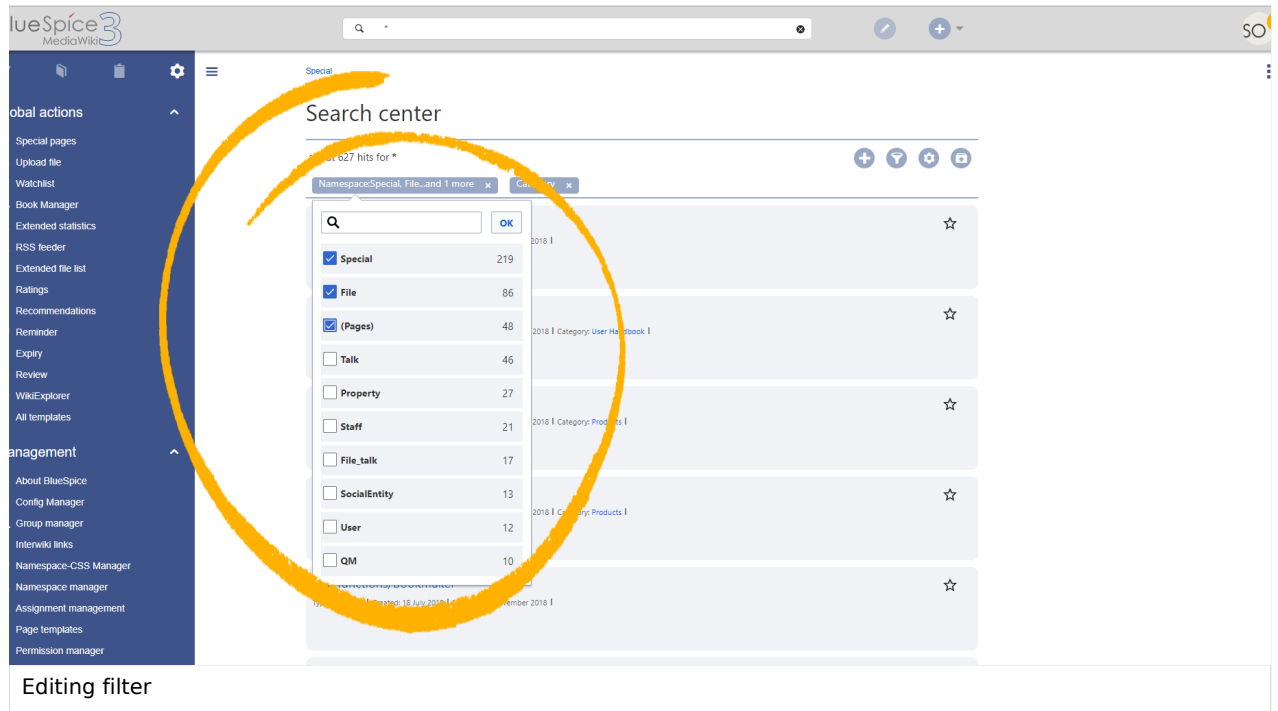 lueSpice 3
MediaWiki
*
SO
Special
obal actions
Special pages
Upload file
Watchlist
Book Manager
Extended statistics
RSS feeder
Extended file list
Ratings
Recommendations
Reminder
Expiry
Review
WikiExplorer
All templates
anagement
About BlueSpice
Config Manager
Group manager
Interwiki links
Namespace-CSS Manager
Namespace manager
Assignment management
Page templates
Permission manager
Search center
627 hits for *
Namespace:Special, File...and 1 more x
x
OK
Special 219
File 86
(Pages) 48
Talk 46
Property 27
Staff 21
File_talk 17
SocialEntity 13
User 12
QM 10
2018 |
2018 | Category: User Handbook |
2018 | Category: Products |
2018 | Category: Products |
18 July 2018 2018 |
Editing filter